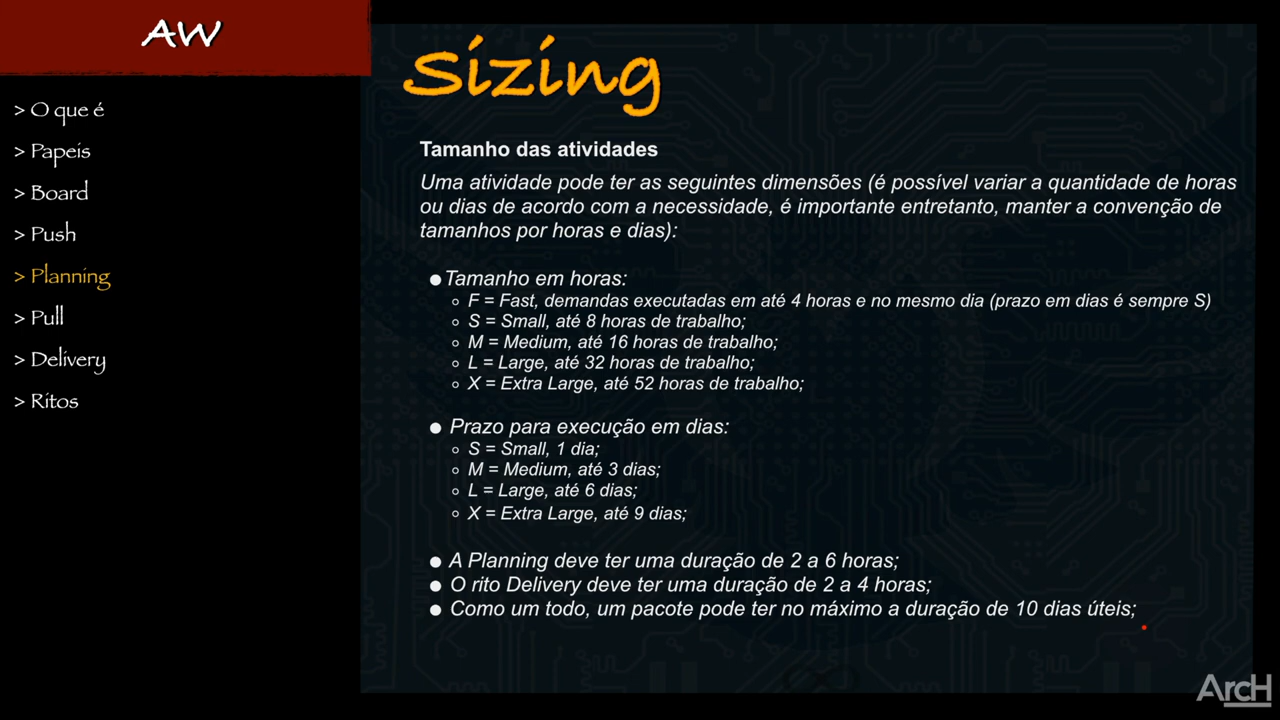 AW
> O que é
> Papeis
> Board
> Push
> Planning
> Pull
> Delivery
> Ritos
Sizing
Tamanho das atividades
Uma atividade pode ter as seguintes dimensões (é possível variar a quantidade de horas
ou dias de acordo com a necessidade, é importante entretanto, manter a convenção de
tamanhos por horas e dias):
● Tamanho em horas:
○ F = Fast, demandas executadas em até 4 horas e no mesmo dia (prazo em dias é sempre S)
○ S = Small, até 8 horas de trabalho;
○ M = Medium, até 16 horas de trabalho;
○ L = Large, até 32 horas de trabalho;
○ X = Extra Large, até 52 horas de trabalho;
● Prazo para execução em dias:
○ S = Small, 1 dia;
○ M = Medium, até 3 dias;
○ L = Large, até 6 dias;
○ X = Extra Large, até 9 dias;
● A Planning deve ter uma duração de 2 a 6 horas;
● O rito Delivery deve ter uma duração de 2 a 4 horas;
● Como um todo, um pacote pode ter no máximo a duração de 10 dias úteis;
ArcH